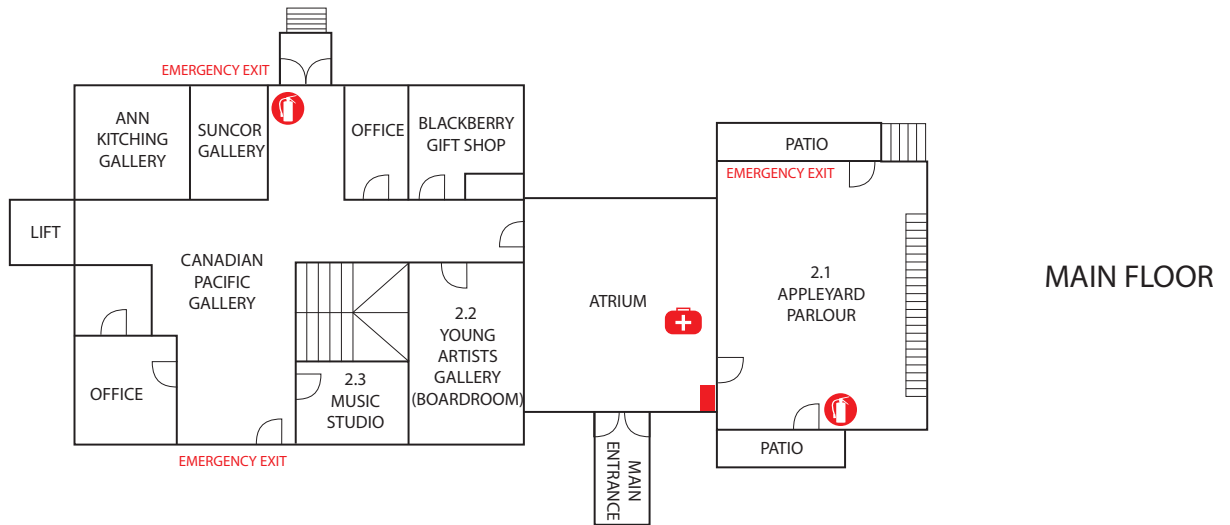 EMERGENCY EXIT
ANN
KITCHING
GALLERY
SUNCOR
GALLERY
OFFICE
BLACKBERRY
GIFT SHOP
PATIO
EMERGENCY EXIT
LIFT
CANADIAN
PACIFIC
GALLERY
ATRIUM
2.1
APPLEYARD
PARLOUR
MAIN FLOOR
2.2
YOUNG
ARTISTS
GALLERY
(BOARDROOM)
OFFICE
2.3
MUSIC
STUDIO
EMERGENCY EXIT
MAIN
ENTRANCE
PATIO